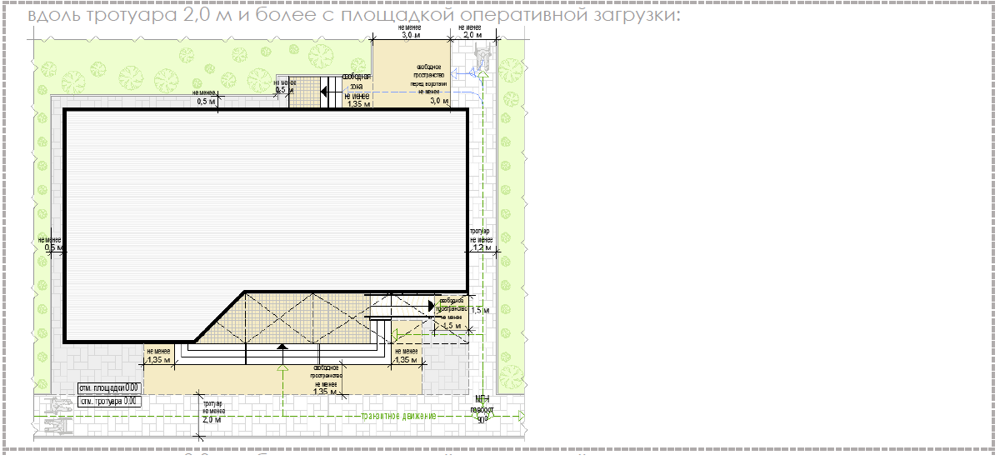 вдоль тротуара 2,0 м и более с площадкой оперативной загрузки:
не менее
3,0 м
не менее
2,0 м
свободное
пространство
перед воротами
не менее
3,0 м
свободная
зона
не менее
1,35 м
не менее
0,5 м
не менее
0,5 м
не менее
0,5 м
тротуар
не менее
1,2 м
свободное
пространство
не менее
1,5 м
1,5 м
не менее
1,35 м
не менее
1,35 м
свободное
пространство
1,35 м
отм. площадки 0.00
отм. тротуара 0,00
тротуар
не менее
2,0 м
транзитное движение
МГН
поворот
90°